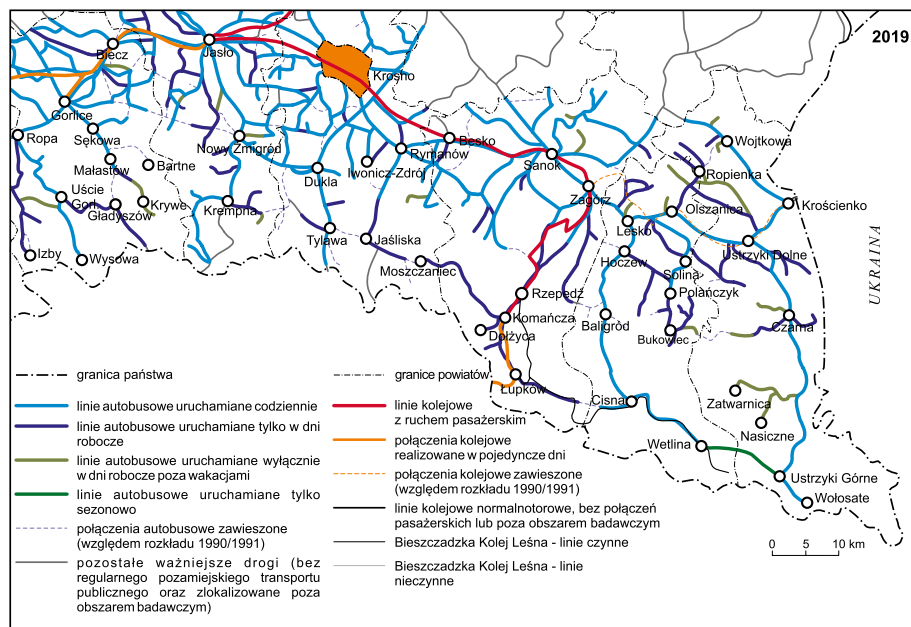 2019
Biecz
Jasło
Krosno
Gorlice
Ropa
Sękowa
Nowy Żmigród
Rymanów
Besko
Sanok
Wojtkowa
Małastów
Bartne
Dukla
Iwonicz-Zdrój
Ropienka
Zagórz
Uście
Gorl.
Gładyszów
Krywe
Krempna
Olszanica
Krościenko
Lesko
Tylawa
Jaśliska
Ustrzyki Dolne
Izby
Wysowa
Moszczaniec
Hoczew
Solina
UKRAINA
Rzepedź
Polańczyk
Komańcza
Dołżyca
Baligród
Bukowiec
Czarna
Łupków
Cisna
Zatwarnica
Nasiczne
Wetlina
Ustrzyki Górne
Wołosate
0 5 10 km
granica państwa
linie autobusowe uruchamiane codziennie
linie autobusowe uruchamiane tylko w dni
robocze
linie autobusowe uruchamiane wyłącznie
w dni robocze poza wakacjami
linie autobusowe uruchamiane tylko
sezonowo
połączenia autobusowe zawieszone
(względem rozkładu 1990/1991)
pozostałe ważniejsze drogi (bez
regularnego pozamiejskiego transportu
publicznego oraz zlokalizowane poza
obszarem badawczym)
granice powiatów
linie kolejowe
z ruchem pasażerskim
połączenia kolejowe
realizowane w pojedyncze dni
połączenia kolejowe zawieszone
(względem rozkładu 1990/1991)
linie kolejowe normalnotorowe, bez połączeń
pasażerskich lub poza obszarem badawczym
Bieszczadzka Kolej Leśna - linie czynne
Bieszczadzka Kolej Leśna - linie
nieczynne